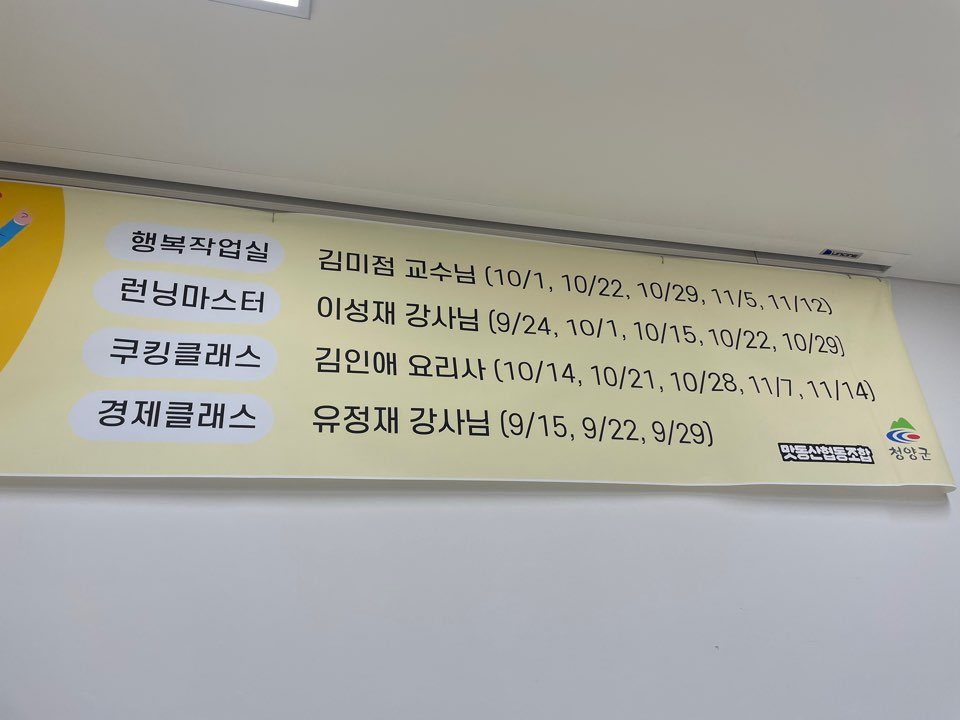 행복작업실 김미점 교수님 (10/1, 10/22, 10/29, 11/5, 11/12)
런닝마스터 이성재 강사님 (9/24, 10/1, 10/15, 10/22, 10/29)
쿠킹클래스 김인애 요리사 (10/14, 10/21, 10/28, 11/7, 11/14)
경제클래스 유정재 강사님 (9/15, 9/22, 9/29)
맛동산협동조합
청양군